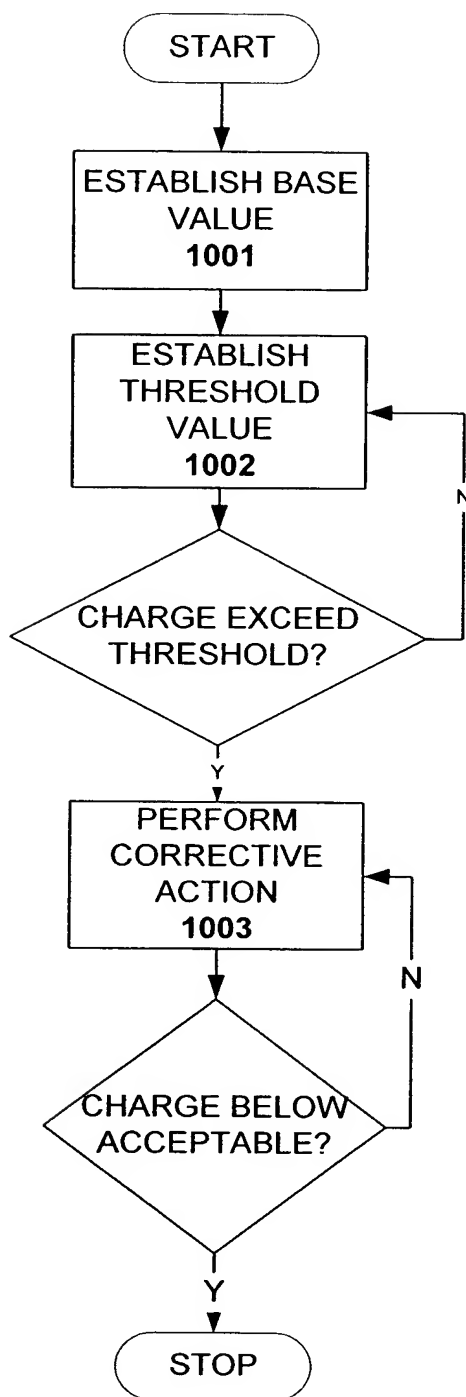 START
ESTABLISH BASE
VALUE
1001
ESTABLISH
THRESHOLD
VALUE
1002
N
CHARGE EXCEED
THRESHOLD?
Y
PERFORM
CORRECTIVE
ACTION
1003
N
CHARGE BELOW
ACCEPTABLE?
Y
STOP